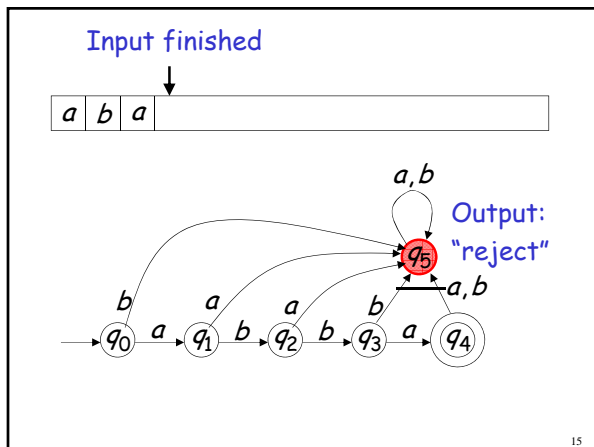 Input finished
a b a
a, b
Output:
"reject"
q5
b a a b a, b
q0 a q1 b q2 b q3 a q4
15